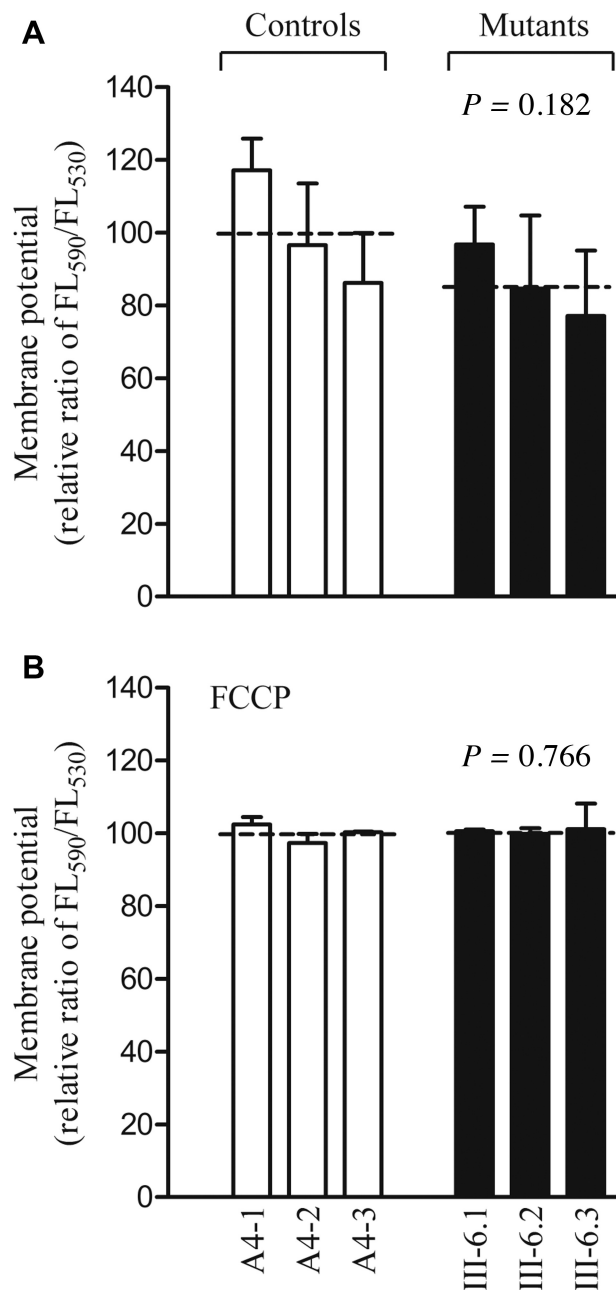 A
Controls
Mutants
P = 0.182
Membrane potential
(relative ratio of FL590/FL530)
140
120
100
80
60
40
20
0
B
FCCP
P = 0.766
Membrane potential
(relative ratio of FL590/FL530)
140
120
100
80
60
40
20
0
A4-1
A4-2
A4-3
III-6.1
III-6.2
III-6.3